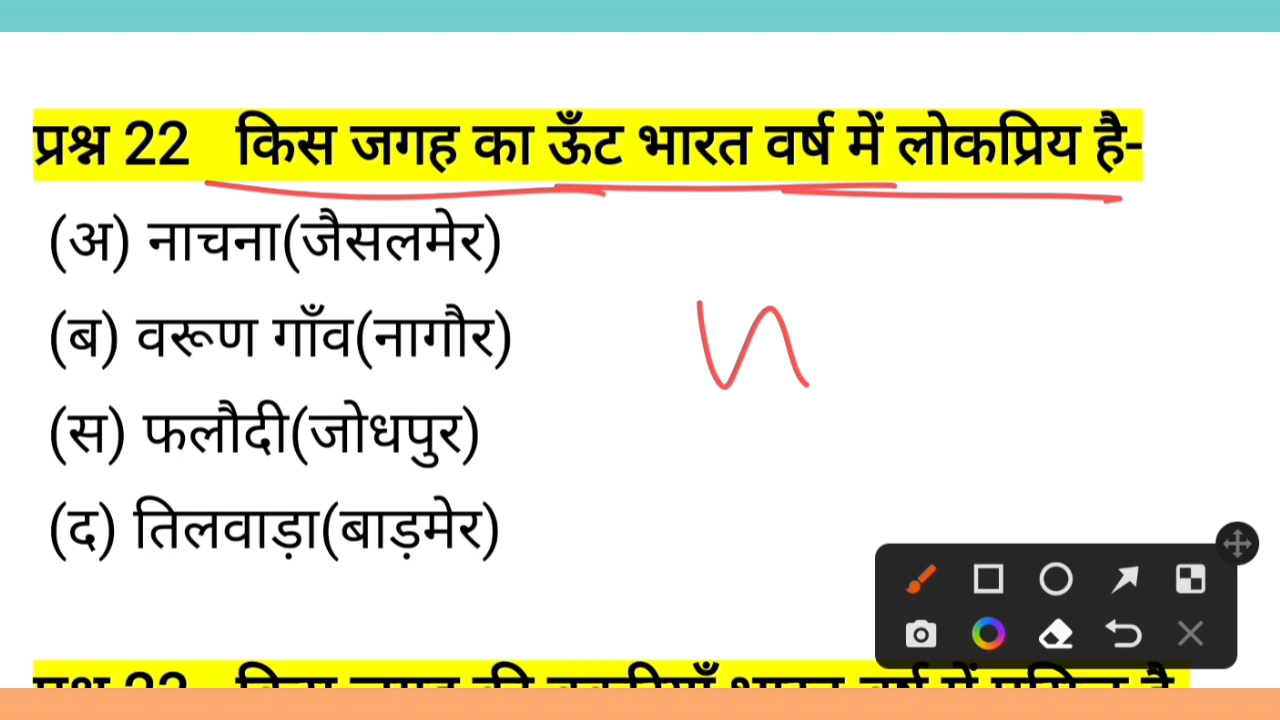 प्रश्न 22 किस जगह का ऊँट भारत वर्ष में लोकप्रिय है-
(अ) नाचना(जैसलमेर)
(ब) वरूण गाँव(नागौर)
(स) फलौदी(जोधपुर)
(द) तिलवाड़ा(बाड़मेर)